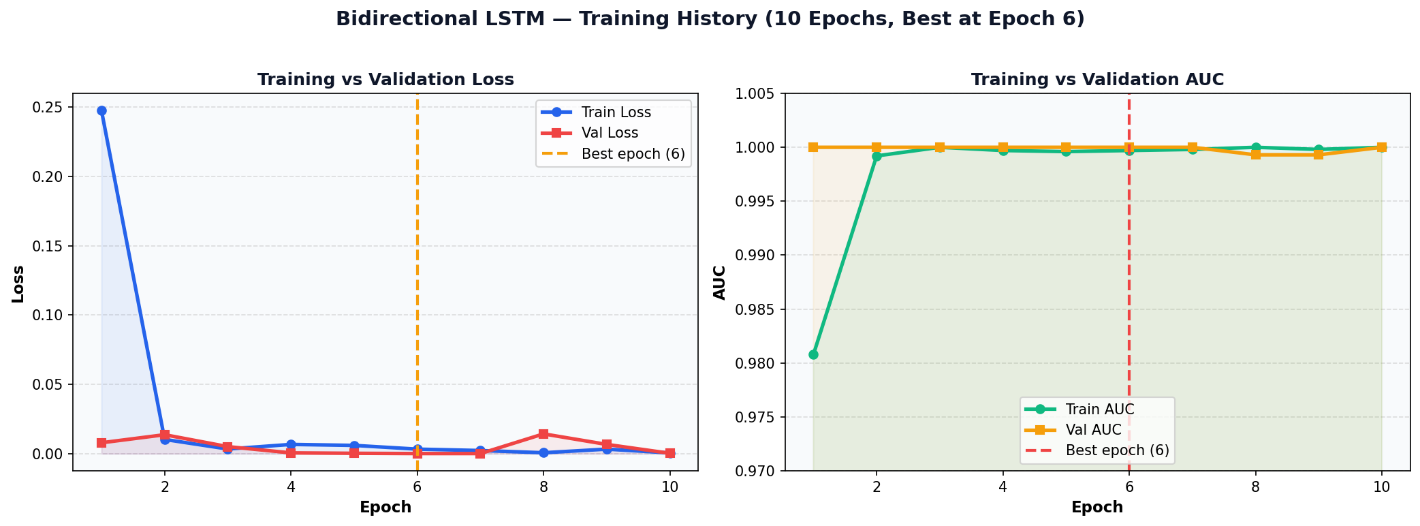 Bidirectional LSTM — Training History (10 Epochs, Best at Epoch 6)
Training vs Validation Loss
0.25
0.20
0.15
0.10
0.05
0.00
Loss
2
4
6
8
10
Epoch
Train Loss
Val Loss
Best epoch (6)
Training vs Validation AUC
1.005
1.000
0.995
0.990
0.985
0.980
0.975
0.970
AUC
2
4
6
8
10
Epoch
Train AUC
Val AUC
Best epoch (6)